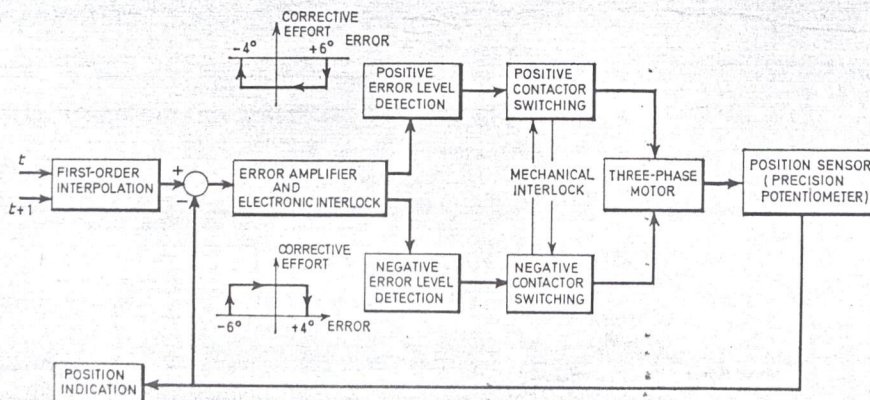 CORRECTIVE
EFFORT
-4°
+6°
ERROR
POSITIVE
ERROR LEVEL
DETECTION
POSITIVE
CONTACTOR
SWITCHING
t
t+1
FIRST-ORDER
INTERPOLATION
+
-
ERROR AMPLIFIER
AND
ELECTRONIC INTERLOCK
MECHANICAL
INTERLOCK
THREE-PHASE
MOTOR
POSITION SENSOR
(PRECISION
POTENTIOMETER)
CORRECTIVE
EFFORT
-6°
+4°
ERROR
NEGATIVE
ERROR LEVEL
DETECTION
NEGATIVE
CONTACTOR
SWITCHING
POSITION
INDICATION